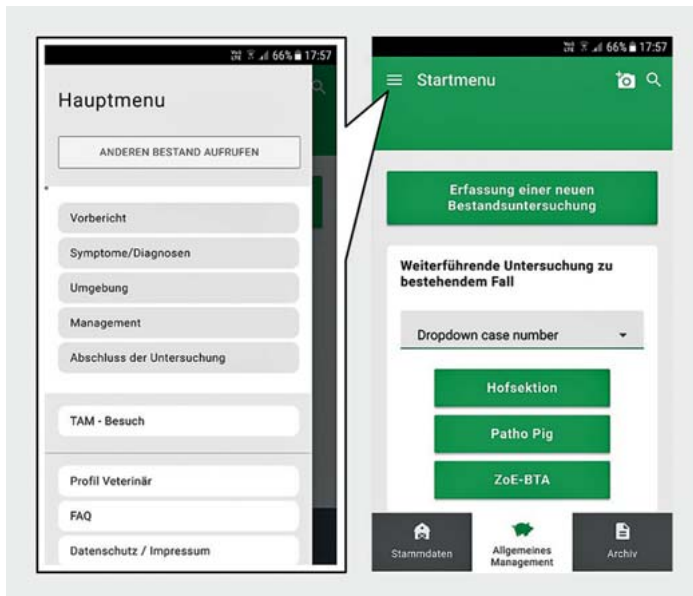 66% 17:57
Hauptmenu
ANDEREN BESTAND AUFRUFEN
Vorbericht
Symptome/Diagnosen
Umgebung
Management
Abschluss der Untersuchung
TAM - Besuch
Profil Veterinär
FAQ
Datenschutz / Impressum
66% 17:57
Startmenu
Erfassung einer neuen
Bestandsuntersuchung
Weiterführende Untersuchung zu
bestehendem Fall
Dropdown case number
Hofsektion
Patho Pig
ZoE-BTA
Stammdaten
Allgemeines
Management
Archiv